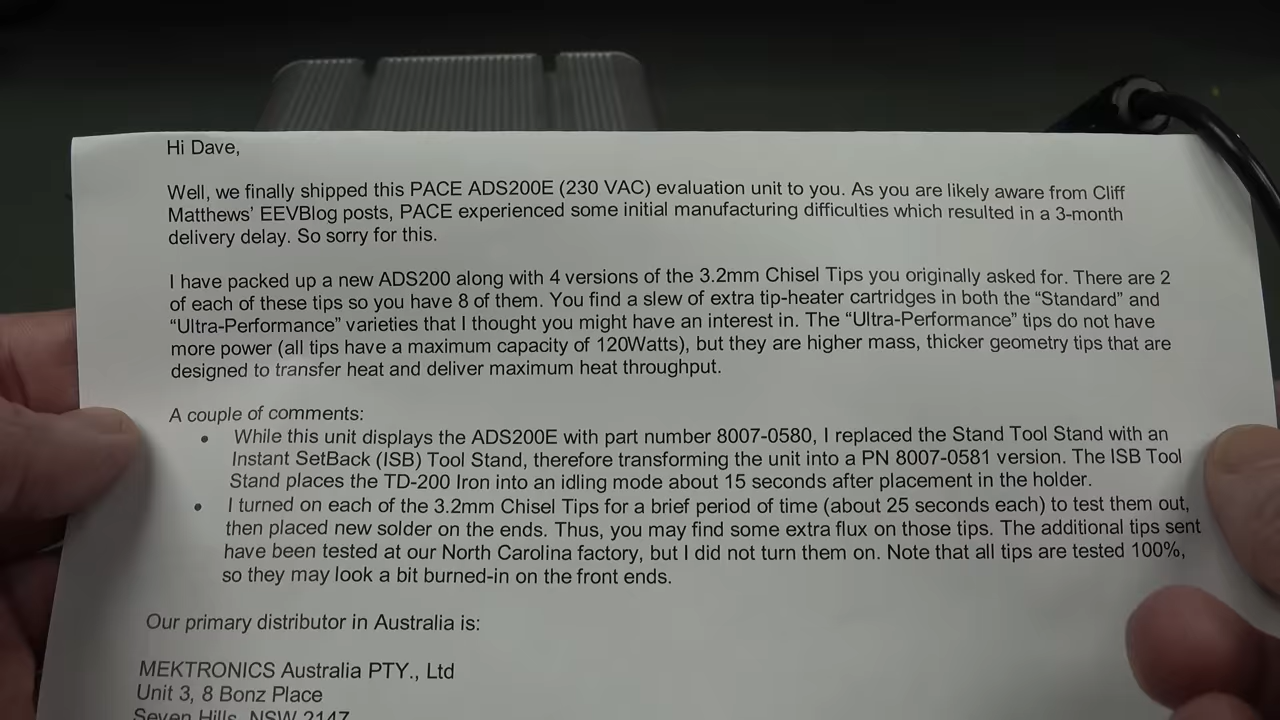 Hi Dave,
Well, we finally shipped this PACE ADS200E (230 VAC) evaluation unit to you. As you are likely aware from Cliff
Matthews' EEVBlog posts, PACE experienced some initial manufacturing difficulties which resulted in a 3-month
delivery delay. So sorry for this.
I have packed up a new ADS200 along with 4 versions of the 3.2mm Chisel Tips you originally asked for. There are 2
of each of these tips so you have 8 of them. You find a slew of extra tip-heater cartridges in both the “Standard” and
“Ultra-Performance” varieties that I thought you might have an interest in. The “Ultra-Performance” tips do not have
more power (all tips have a maximum capacity of 120Watts), but they are higher mass, thicker geometry tips that are
designed to transfer heat and deliver maximum heat throughput.
A couple of comments:
• While this unit displays the ADS200E with part number 8007-0580, I replaced the Stand Tool Stand with an
Instant SetBack (ISB) Tool Stand, therefore transforming the unit into a PN 8007-0581 version. The ISB Tool
Stand places the TD-200 Iron into an idling mode about 15 seconds after placement in the holder.
• I turned on each of the 3.2mm Chisel Tips for a brief period of time (about 25 seconds each) to test them out,
then placed new solder on the ends. Thus, you may find some extra flux on those tips. The additional tips sent
have been tested at our North Carolina factory, but I did not turn them on. Note that all tips are tested 100%,
so they may look a bit burned-in on the front ends.
Our primary distributor in Australia is:
MEKTRONICS Australia PTY., Ltd
Unit 3, 8 Bonz Place
Seven Hills, NSW 2147